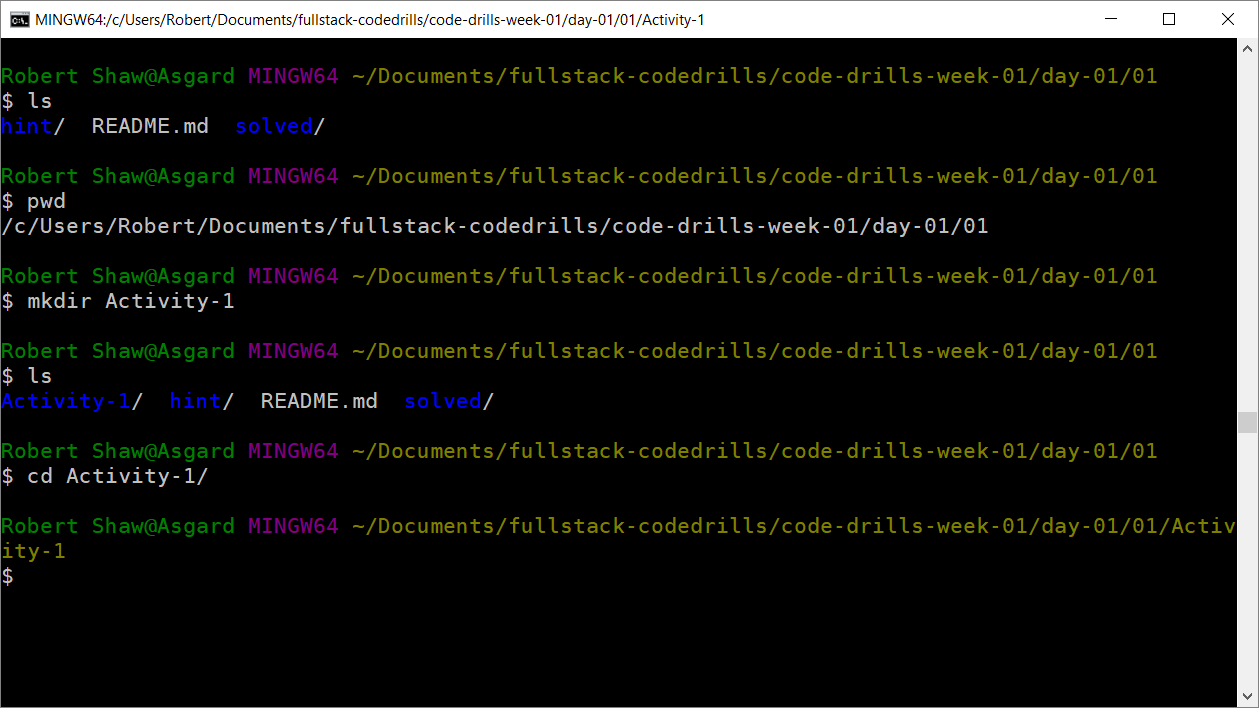 MINGW64:/c/Users/Robert/Documents/fullstack-codedrills/code-drills-week-01/day-01/01/Activity-1
Robert Shaw@Asgard MINGW64 ~/Documents/fullstack-codedrills/code-drills-week-01/day-01/01
$ ls
hint/  README.md  solved/
Robert Shaw@Asgard MINGW64 ~/Documents/fullstack-codedrills/code-drills-week-01/day-01/01
$ pwd
/c/Users/Robert/Documents/fullstack-codedrills/code-drills-week-01/day-01/01
Robert Shaw@Asgard MINGW64 ~/Documents/fullstack-codedrills/code-drills-week-01/day-01/01
$ mkdir Activity-1
Robert Shaw@Asgard MINGW64 ~/Documents/fullstack-codedrills/code-drills-week-01/day-01/01
$ ls
Activity-1/  hint/  README.md  solved/
Robert Shaw@Asgard MINGW64 ~/Documents/fullstack-codedrills/code-drills-week-01/day-01/01
$ cd Activity-1/
Robert Shaw@Asgard MINGW64 ~/Documents/fullstack-codedrills/code-drills-week-01/day-01/01/Activ
ity-1
$